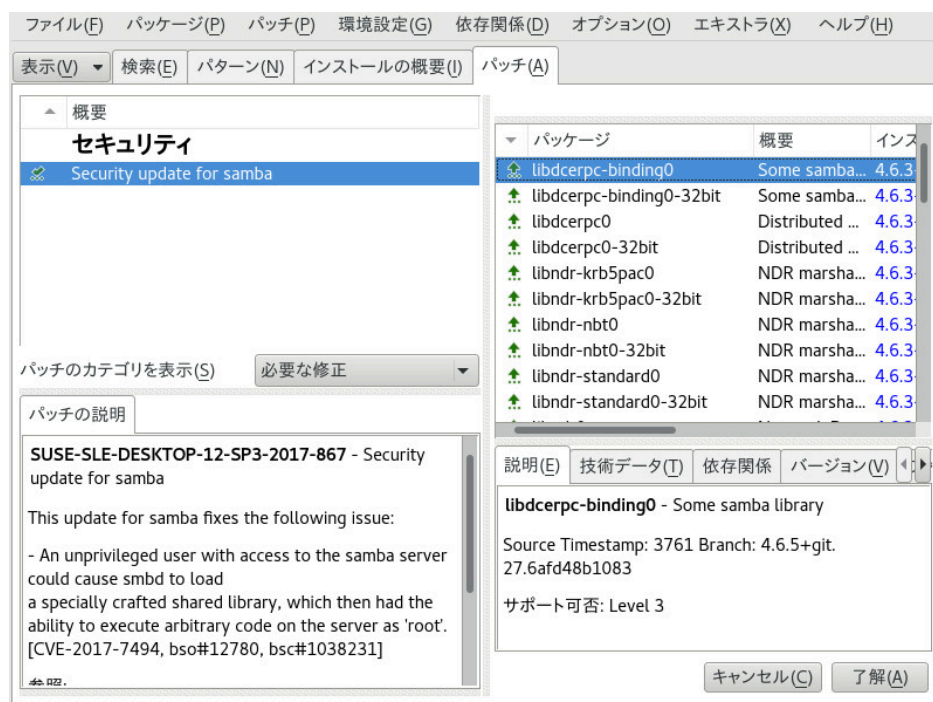 ファイル(F) パッケージ(P) パッチ(P) 環境設定(G) 依存関係(D) オプション(O) エキストラ(X) ヘルプ(H)
表示(V) 検索(E) パターン(N) インストールの概要(I) パッチ(A)
概要
セキュリティ
Security update for samba
パッチのカテゴリを表示(S) 必要な修正
パッチの説明
SUSE-SLE-DESKTOP-12-SP3-2017-867 - Security
update for samba
This update for samba fixes the following issue:
- An unprivileged user with access to the samba server
could cause smbd to load
a specially crafted shared library, which then had the
ability to execute arbitrary code on the server as 'root'.
[CVE-2017-7494, bso#12780, bsc#1038231]
パッケージ 概要 インス
libdcerpc-binding0 Some samba... 4.6.3
libdcerpc-binding0-32bit Some samba... 4.6.3
libdcerpc0 Distributed ... 4.6.3
libdcerpc0-32bit Distributed ... 4.6.3
libndr-krb5pac0 NDR marsha... 4.6.3
libndr-krb5pac0-32bit NDR marsha... 4.6.3
libndr-nbt0 NDR marsha... 4.6.3
libndr-nbt0-32bit NDR marsha... 4.6.3
libndr-standard0 NDR marsha... 4.6.3
libndr-standard0-32bit NDR marsha... 4.6.3
説明(E) 技術データ(T) 依存関係 バージョン(V)
libdcerpc-binding0 - Some samba library
Source Timestamp: 3761 Branch: 4.6.5+git.
27.6afd48b1083
サポート可否: Level 3
キャンセル(C) 了解(A)